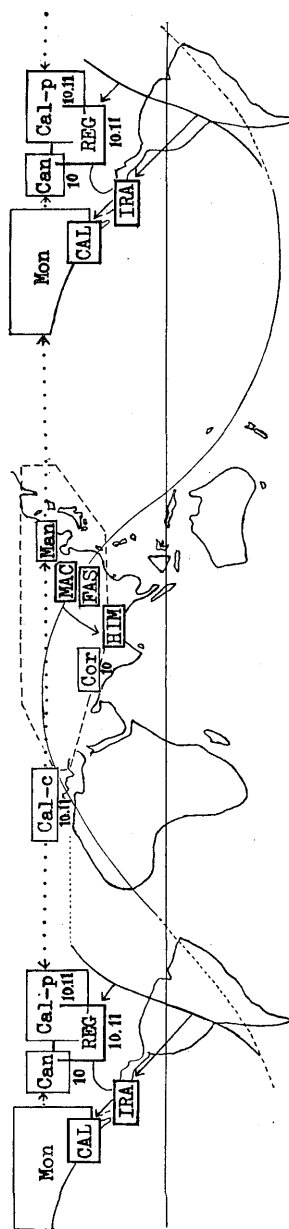 Mon
Can
10
Cal-p
10.11
REG
10.11
CAL
IRA
Cal-c
10.11
Cor
10
HIM
FAS
MAC
Man
Mon
Can
10
Cal-p
10.11
REG
10.11
CAL
IRA